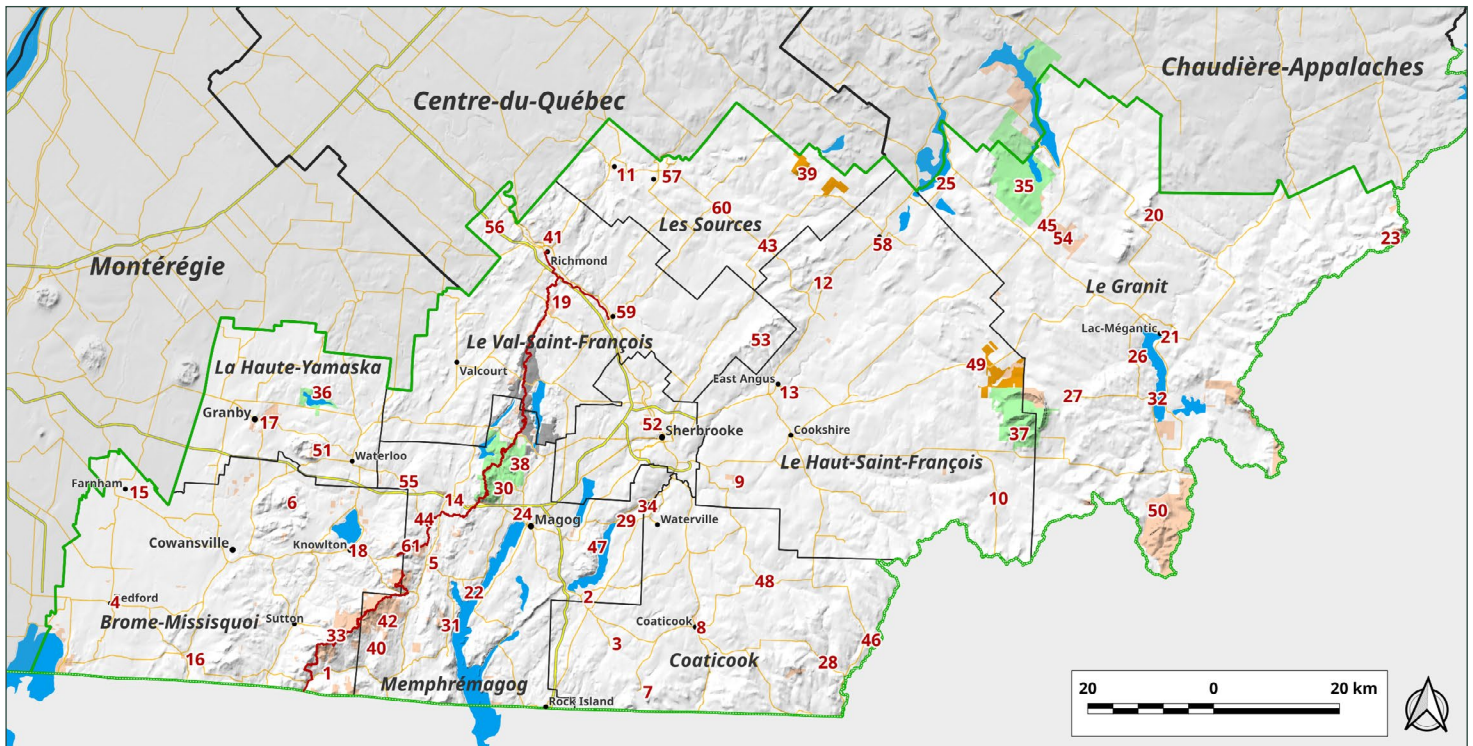 Chaudière-Appalaches
Centre-du-Québec
39
11
57
25
35
60
20
56
Les Sources
45
41
43
58
54
23
Richmond
Montérégie
12
Le Granit
19
59
Lac-Mégantic
21
Le Val-Saint-François
53
26
La Haute-Yamaska
Valcourt
49
East Angus
36
13
27
32
Granby
17
52
Sherbrooke
Cookshire
37
51
Waterloo
38
Le Haut-Saint-François
Farnham
55
9
15
30
6
14
10
34
50
44
24
Magog
29
Waterville
Cowansville
Knowlton
18
61
47
5
48
22
2
4
edford
Brome-Missisquoi
Sutton
42
31
Coaticook
8
33
46
40
3
16
Coaticook
28
1
Memphrémagog
7
Rock Island
20
0
20 km